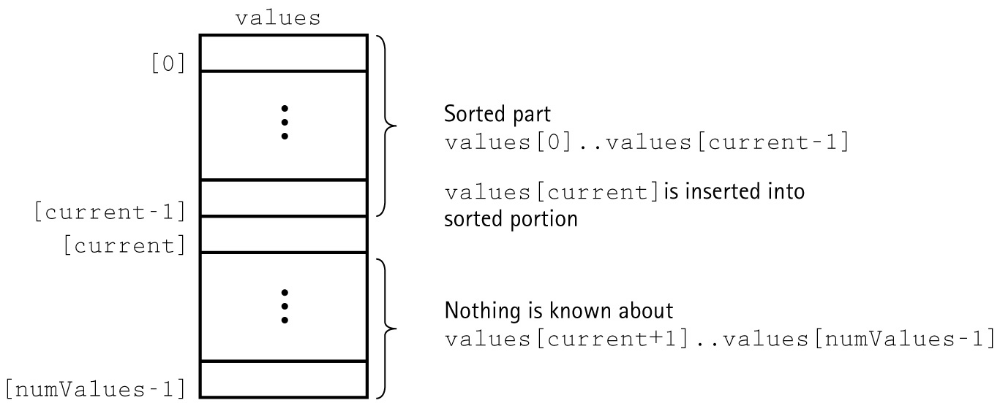 values
[0]
Sorted part
values[0]..values[current-1]
values[current] is inserted into
sorted portion
[current-1]
[current]
Nothing is known about
values[current+1]..values[numValues-1]
[numValues-1]